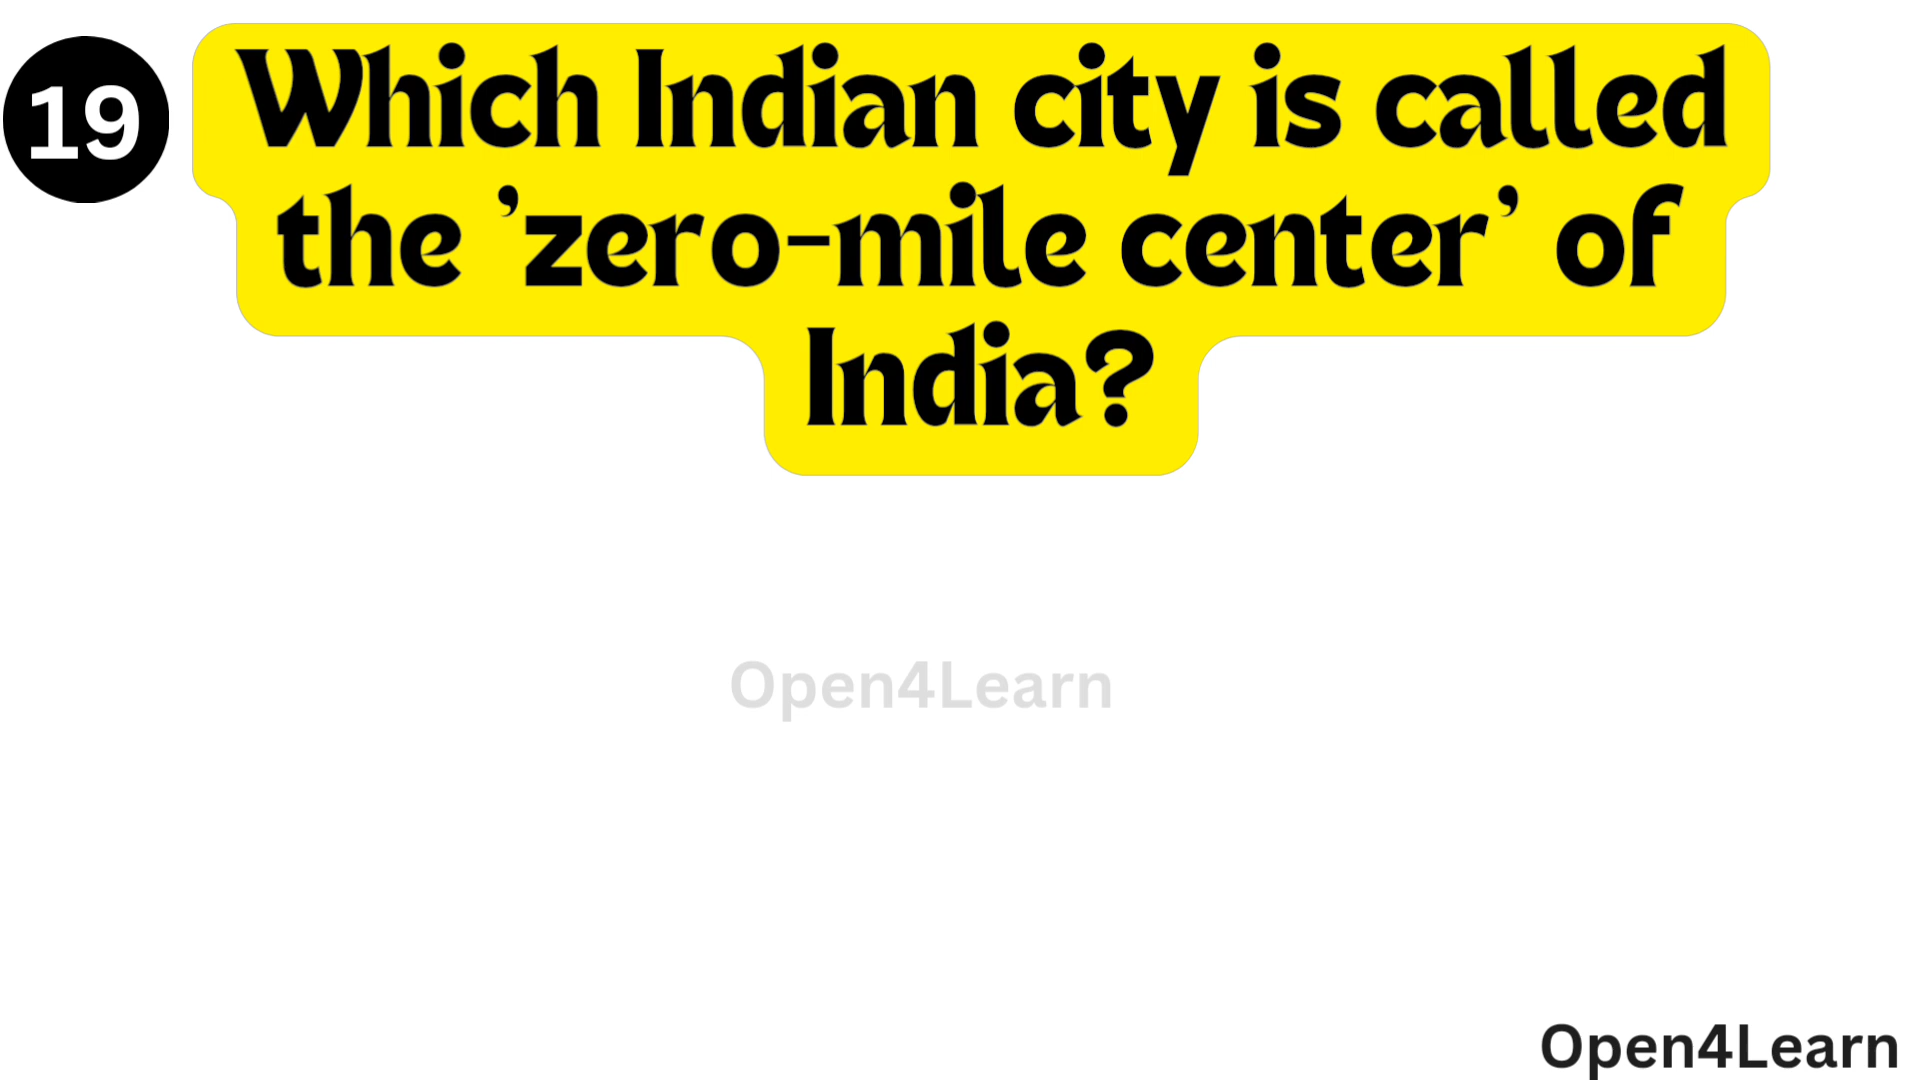 19
Which Indian city is called
the ’zero-mile center’ of
India?
Open4Learn
Open4Learn